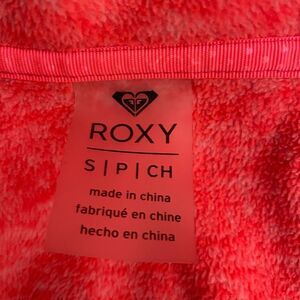 ROXY
S | P | CH
made in china
fabriqué en chine
hecho en china